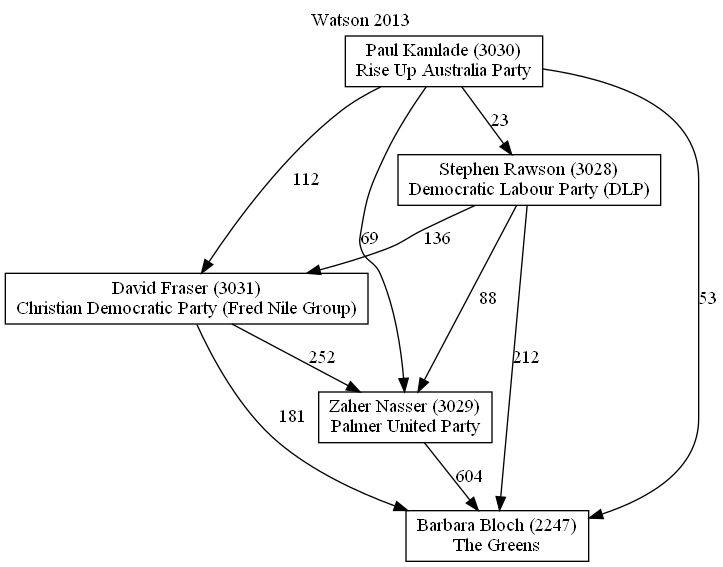 Watson 2013
Paul Kamlade (3030)
Rise Up Australia Party
23
Stephen Rawson (3028)
Democratic Labour Party (DLP)
112
69
136
David Fraser (3031)
Christian Democratic Party (Fred Nile Group)
88
53
252
212
Zaher Nasser (3029)
Palmer United Party
181
604
Barbara Bloch (2247)
The Greens